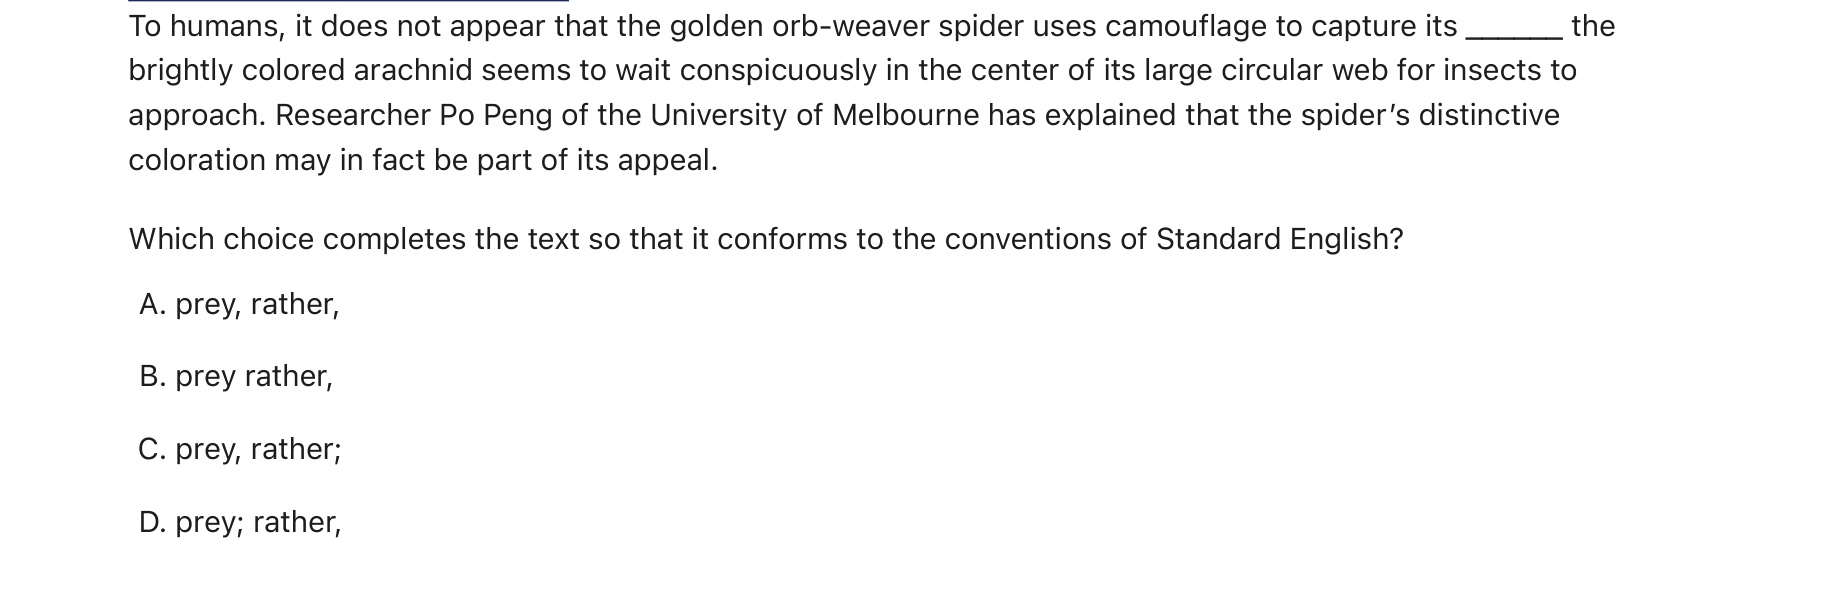 To humans, it does not appear that the golden orb-weaver spider uses camouflage to capture its ______ the
brightly colored arachnid seems to wait conspicuously in the center of its large circular web for insects to
approach. Researcher Po Peng of the University of Melbourne has explained that the spider’s distinctive
coloration may in fact be part of its appeal.
Which choice completes the text so that it conforms to the conventions of Standard English?
A. prey, rather,
B. prey rather,
C. prey, rather;
D. prey; rather,